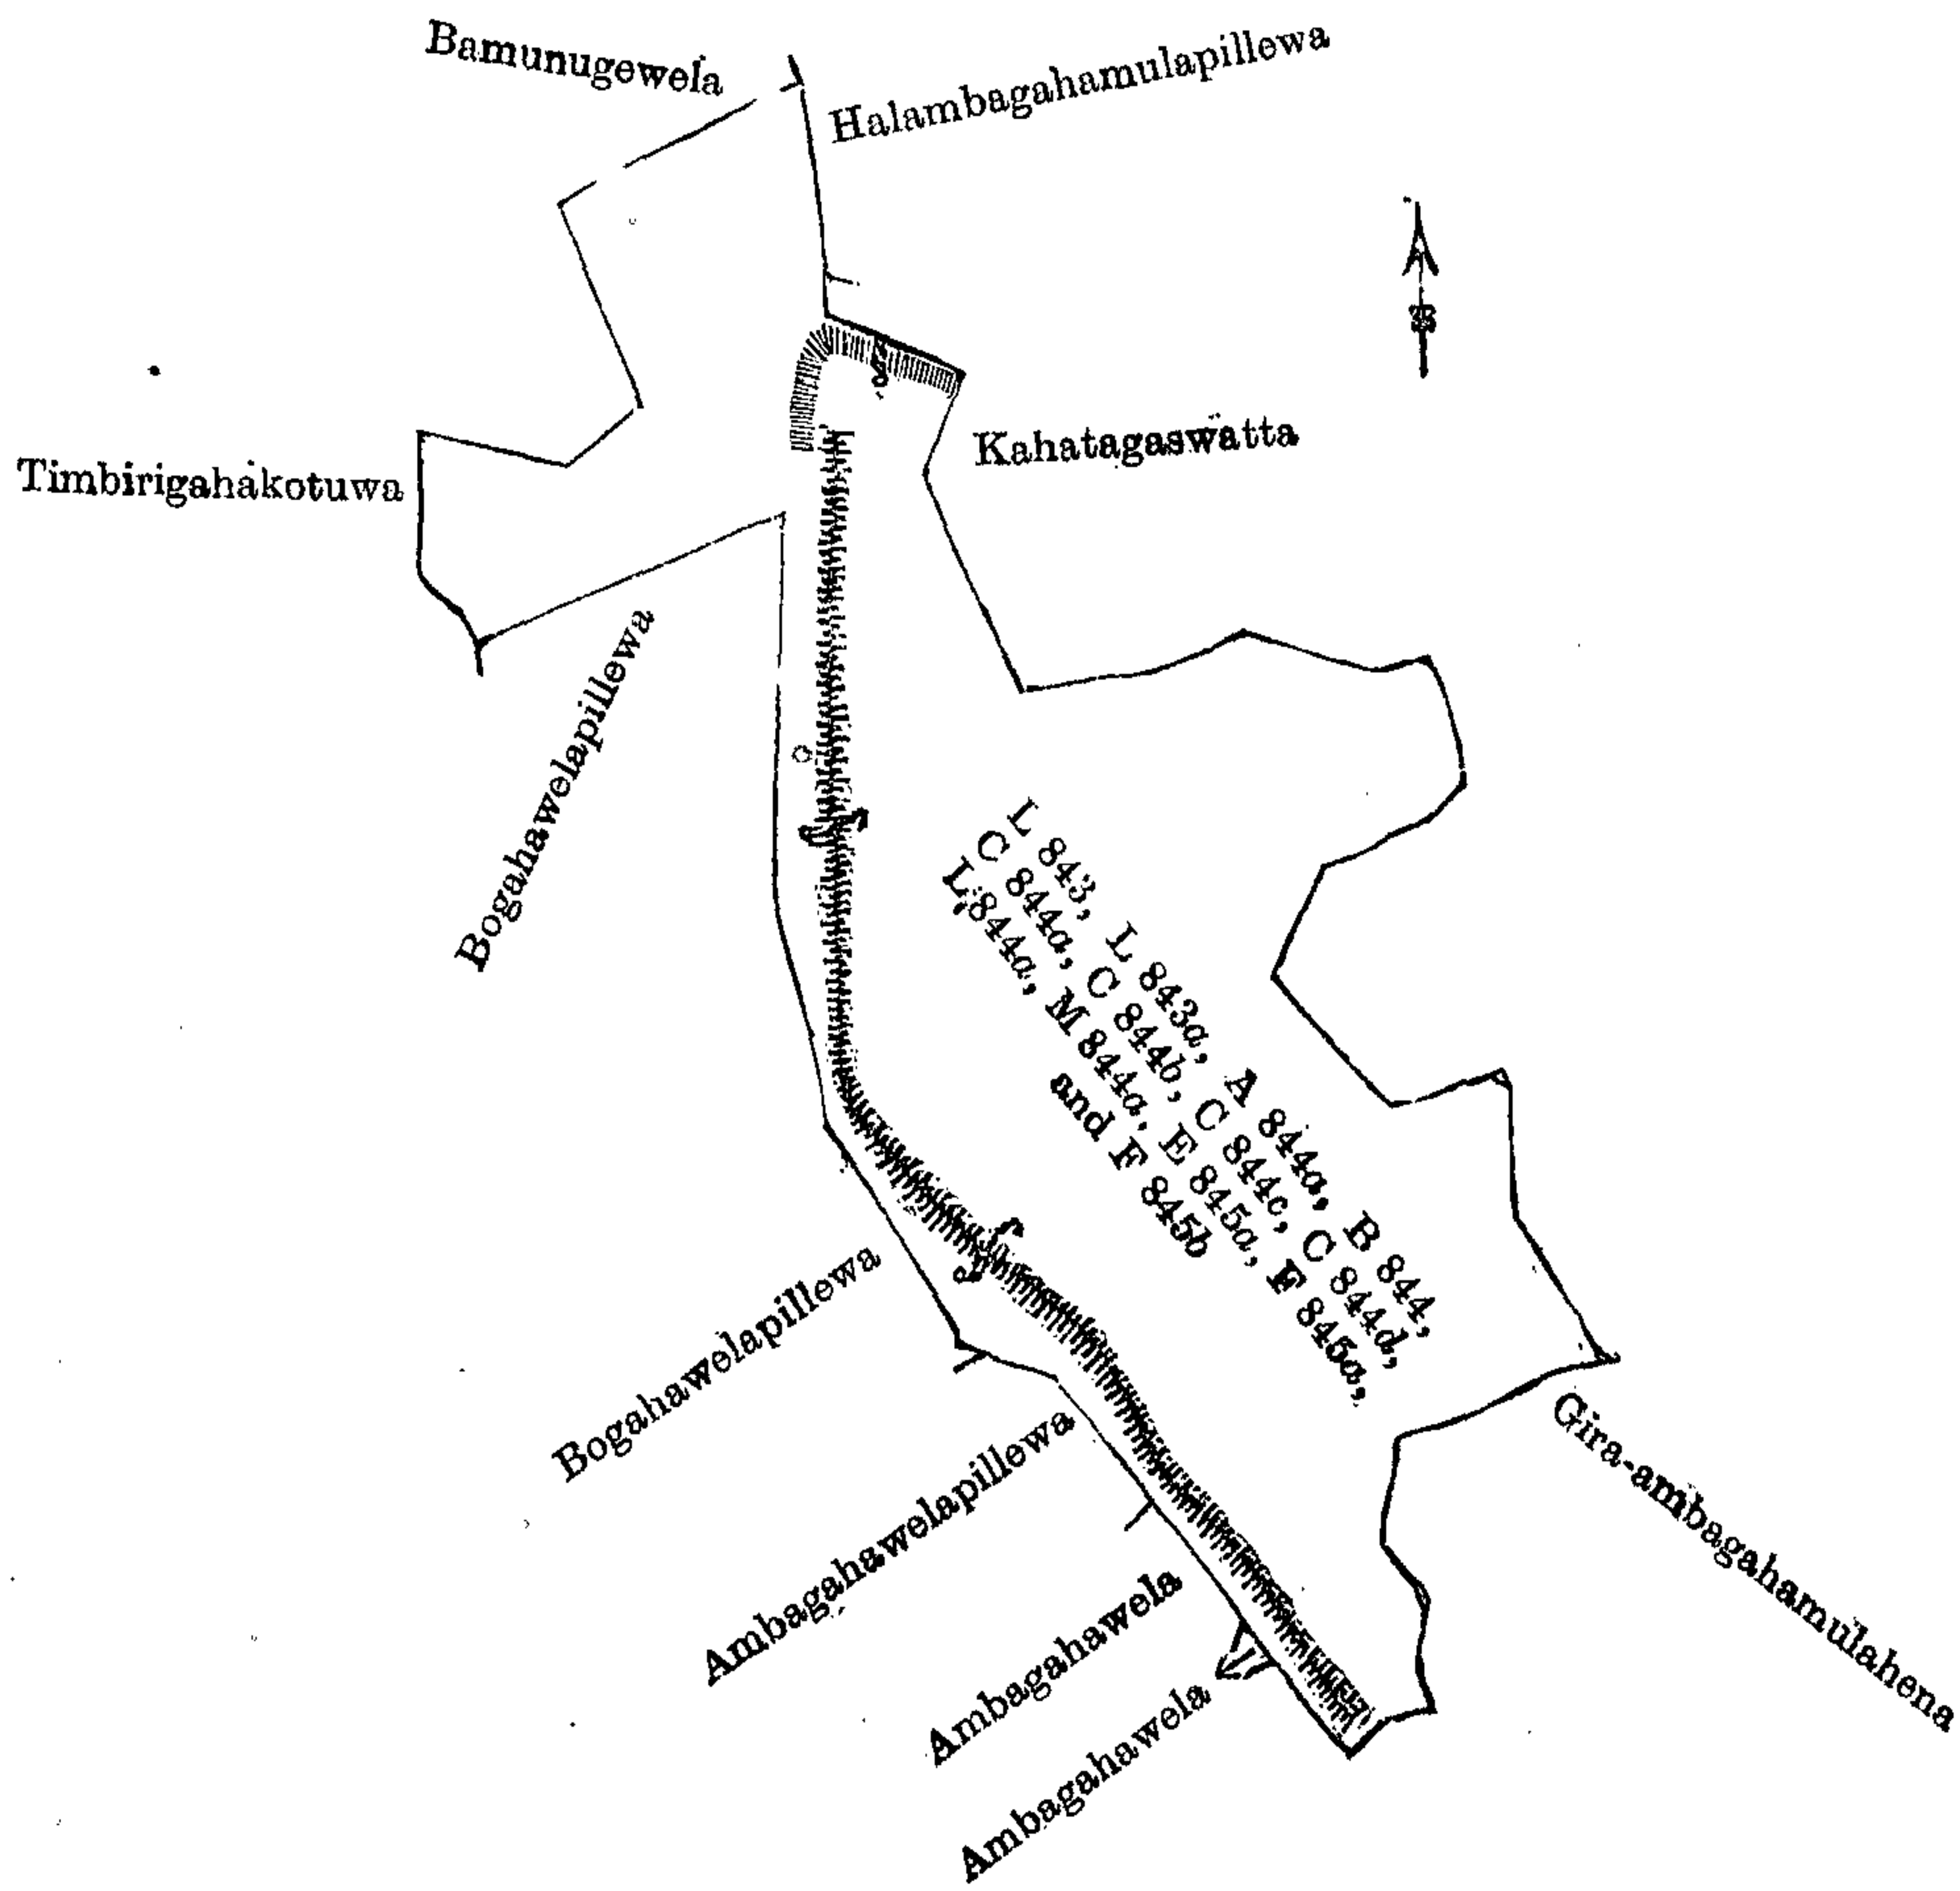 Bamunugewela
Halambagahamulapillewa
Kahatagaswatta
Timbirigahakotuwa
Bogahawelapillewa
L 843, L 843a, A 844a, B 844,
C 844a, C 844b, C 844c, C 844d,
L 844a, M 844a, E 845a, F 845a,
and F 845b
Bogahawelapillewa
Ambagahawelapillewa
Ambagahawela
Ambagahawela
Gira-ambagahamulahena